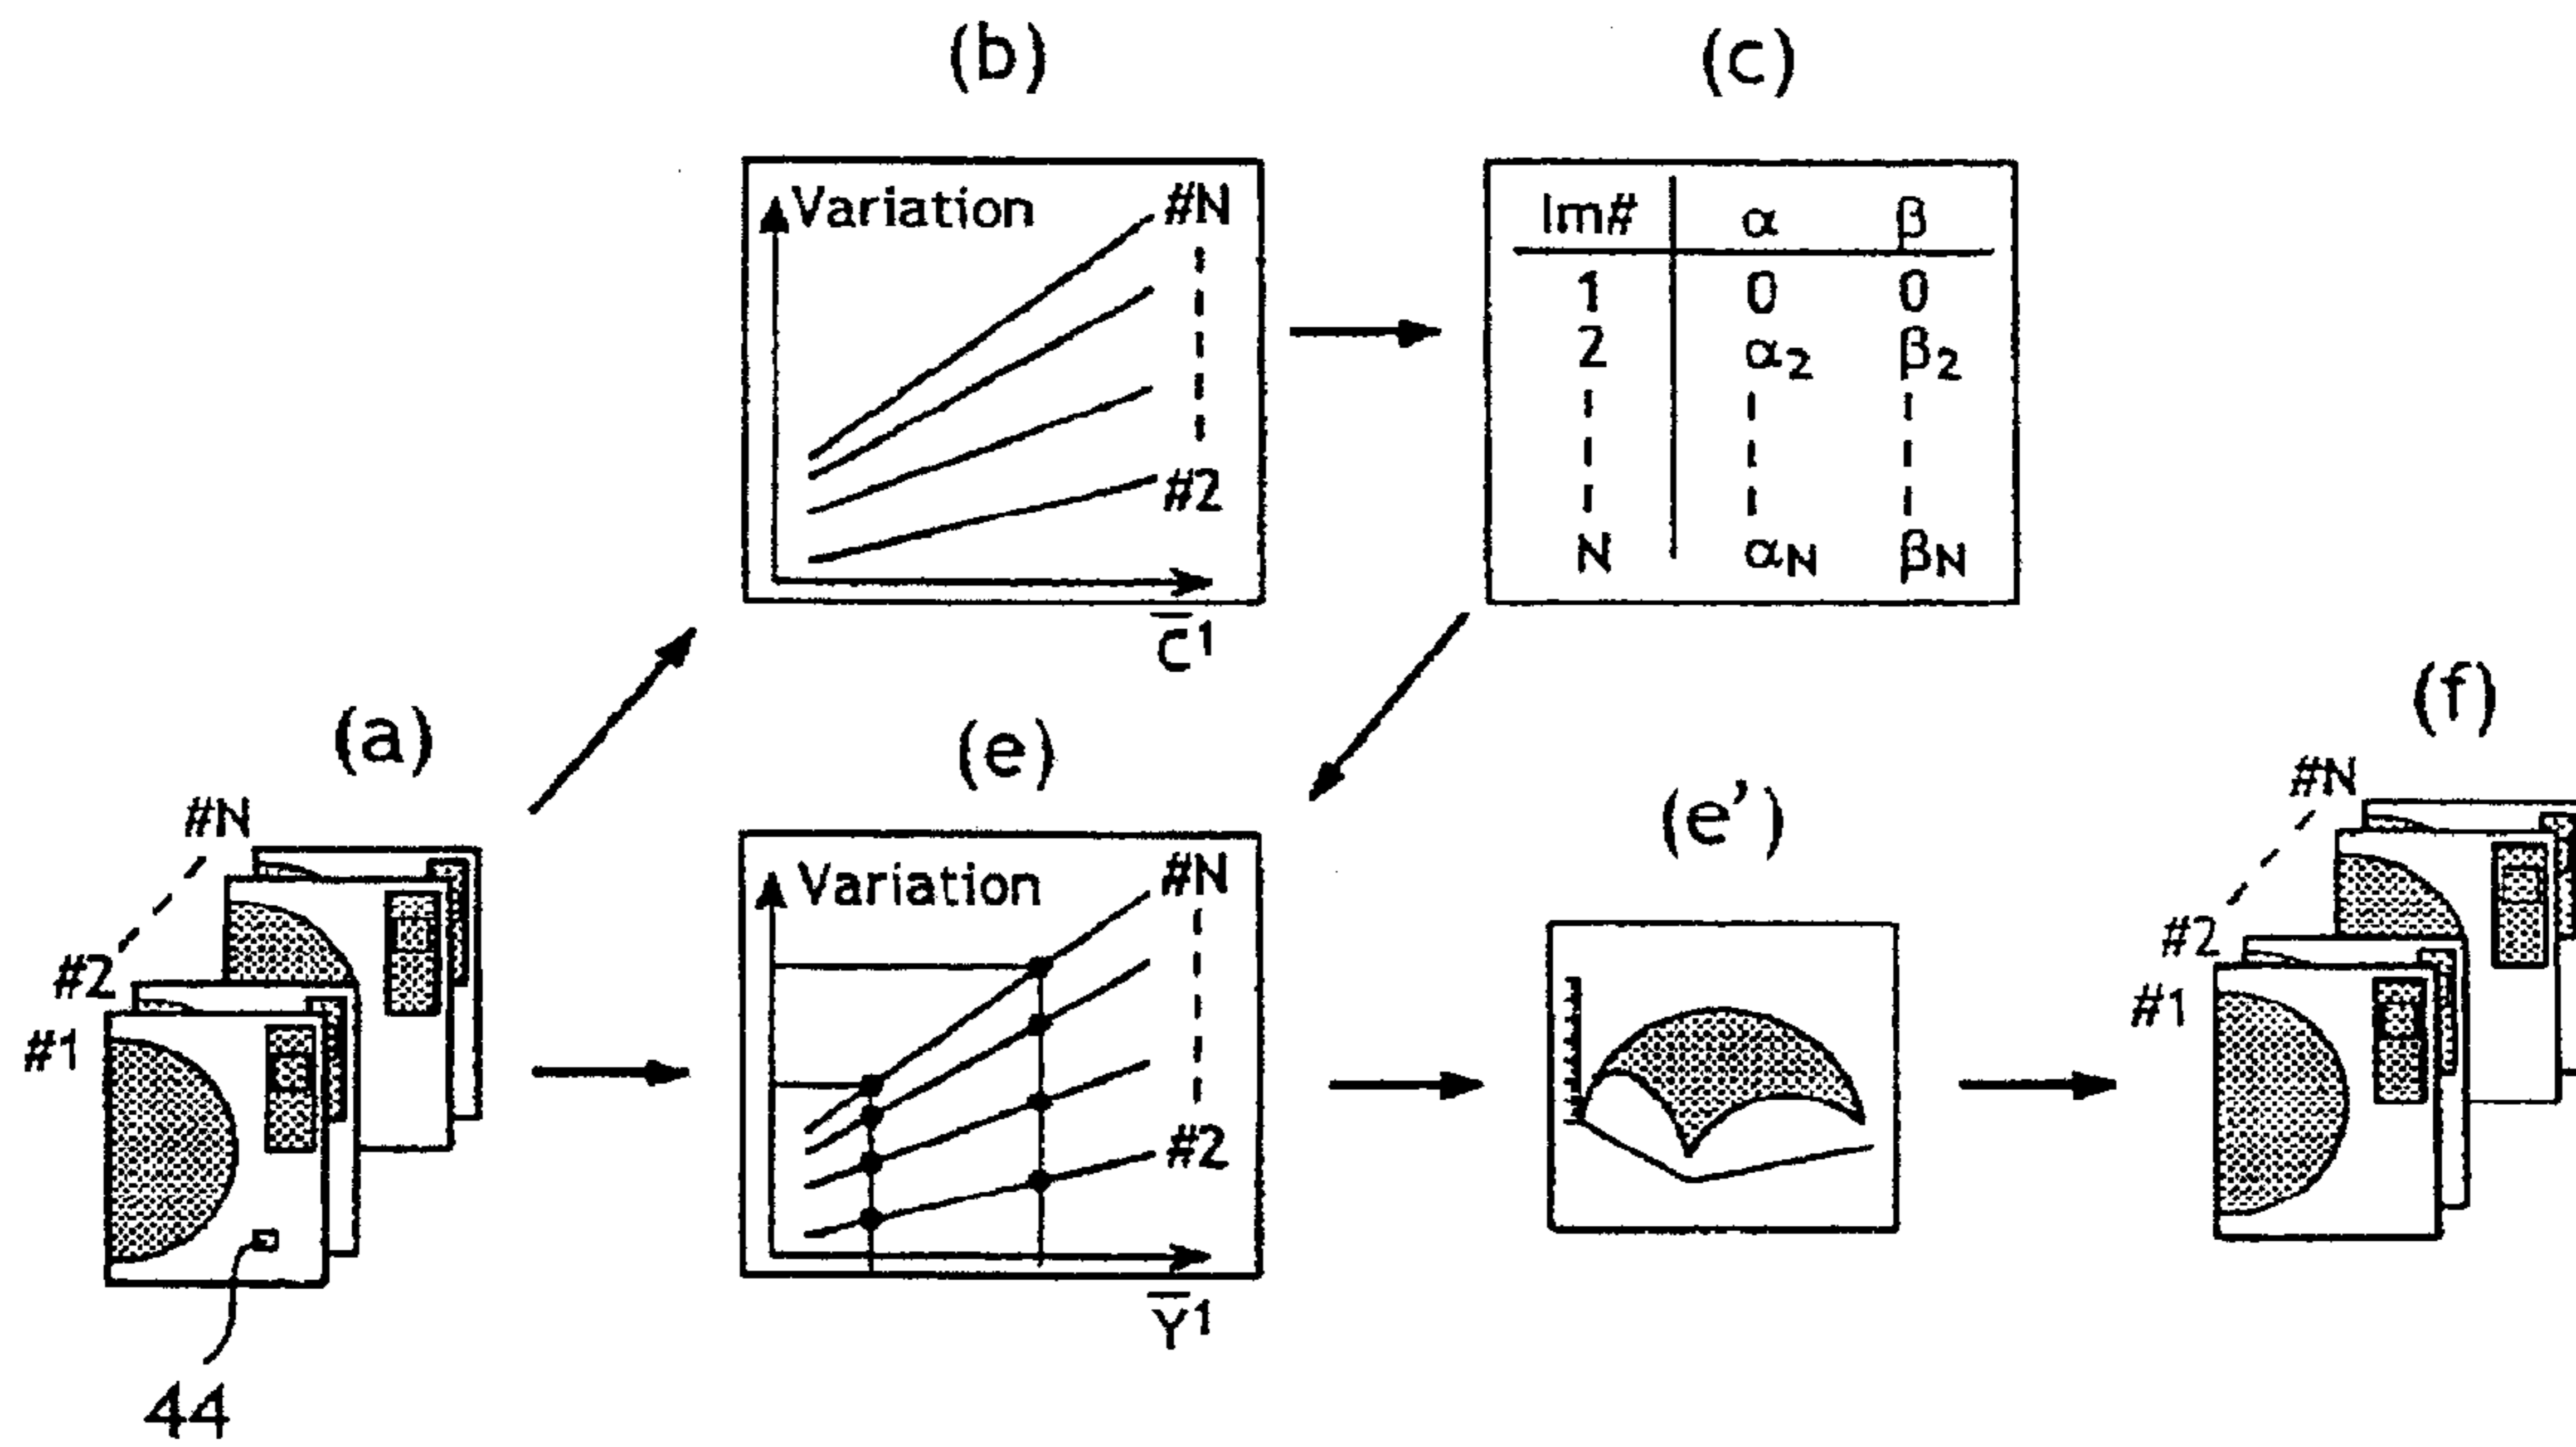 (b)
Variation
#N
#2
C̄1
(c)
Im# α β
1 0 0
2 α2 β2
N αN βN
(a)
#N
#2
#1
44
(e)
Variation
#N
#2
Ȳ1
(e’)
(f)
#N
#2
#1